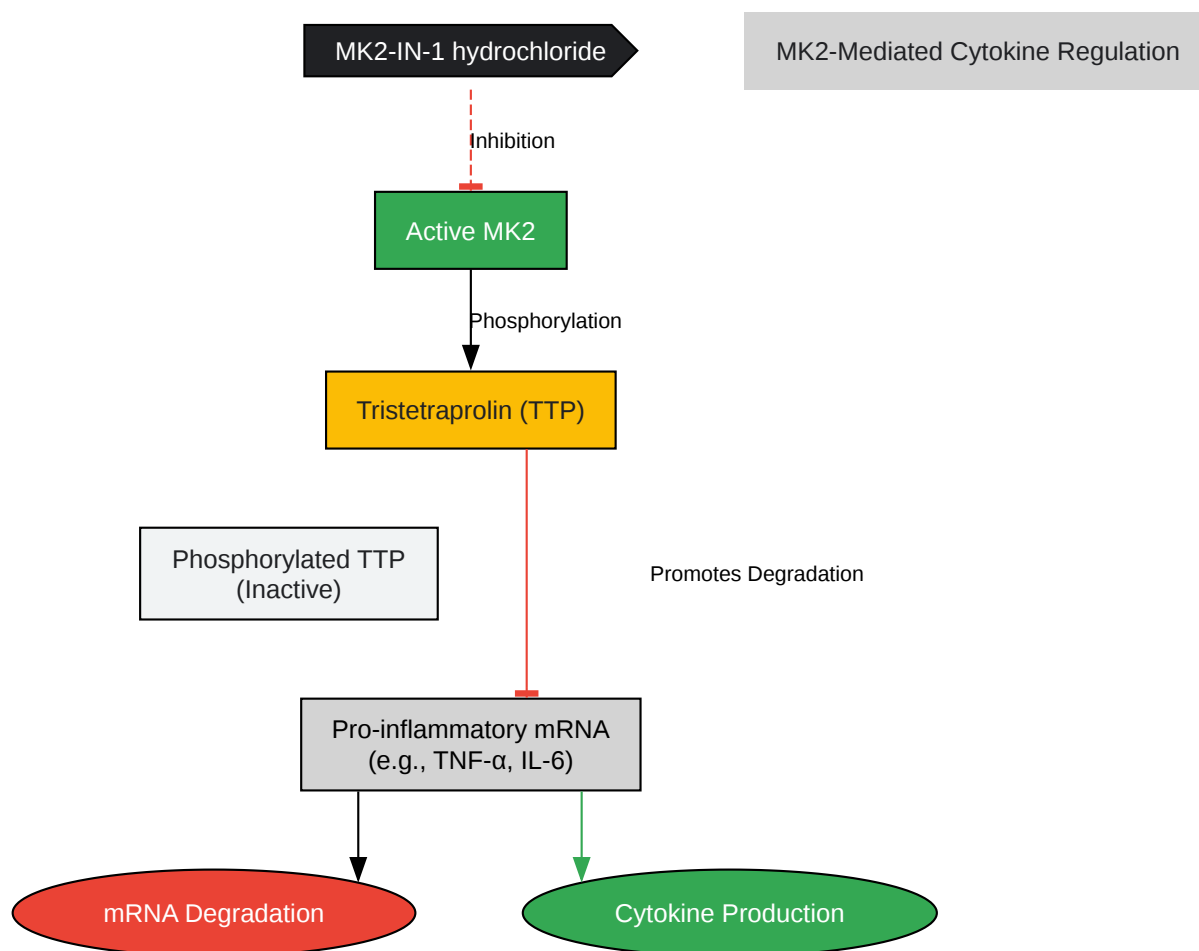 MK2-IN-1 hydrochloride
MK2-Mediated Cytokine Regulation
Inhibition
Active MK2
Phosphorylation
Tristetraprolin (TTP)
Phosphorylated TTP
(Inactive)
Promotes Degradation
Pro-inflammatory mRNA
(e.g., TNF-α, IL-6)
mRNA Degradation
Cytokine Production